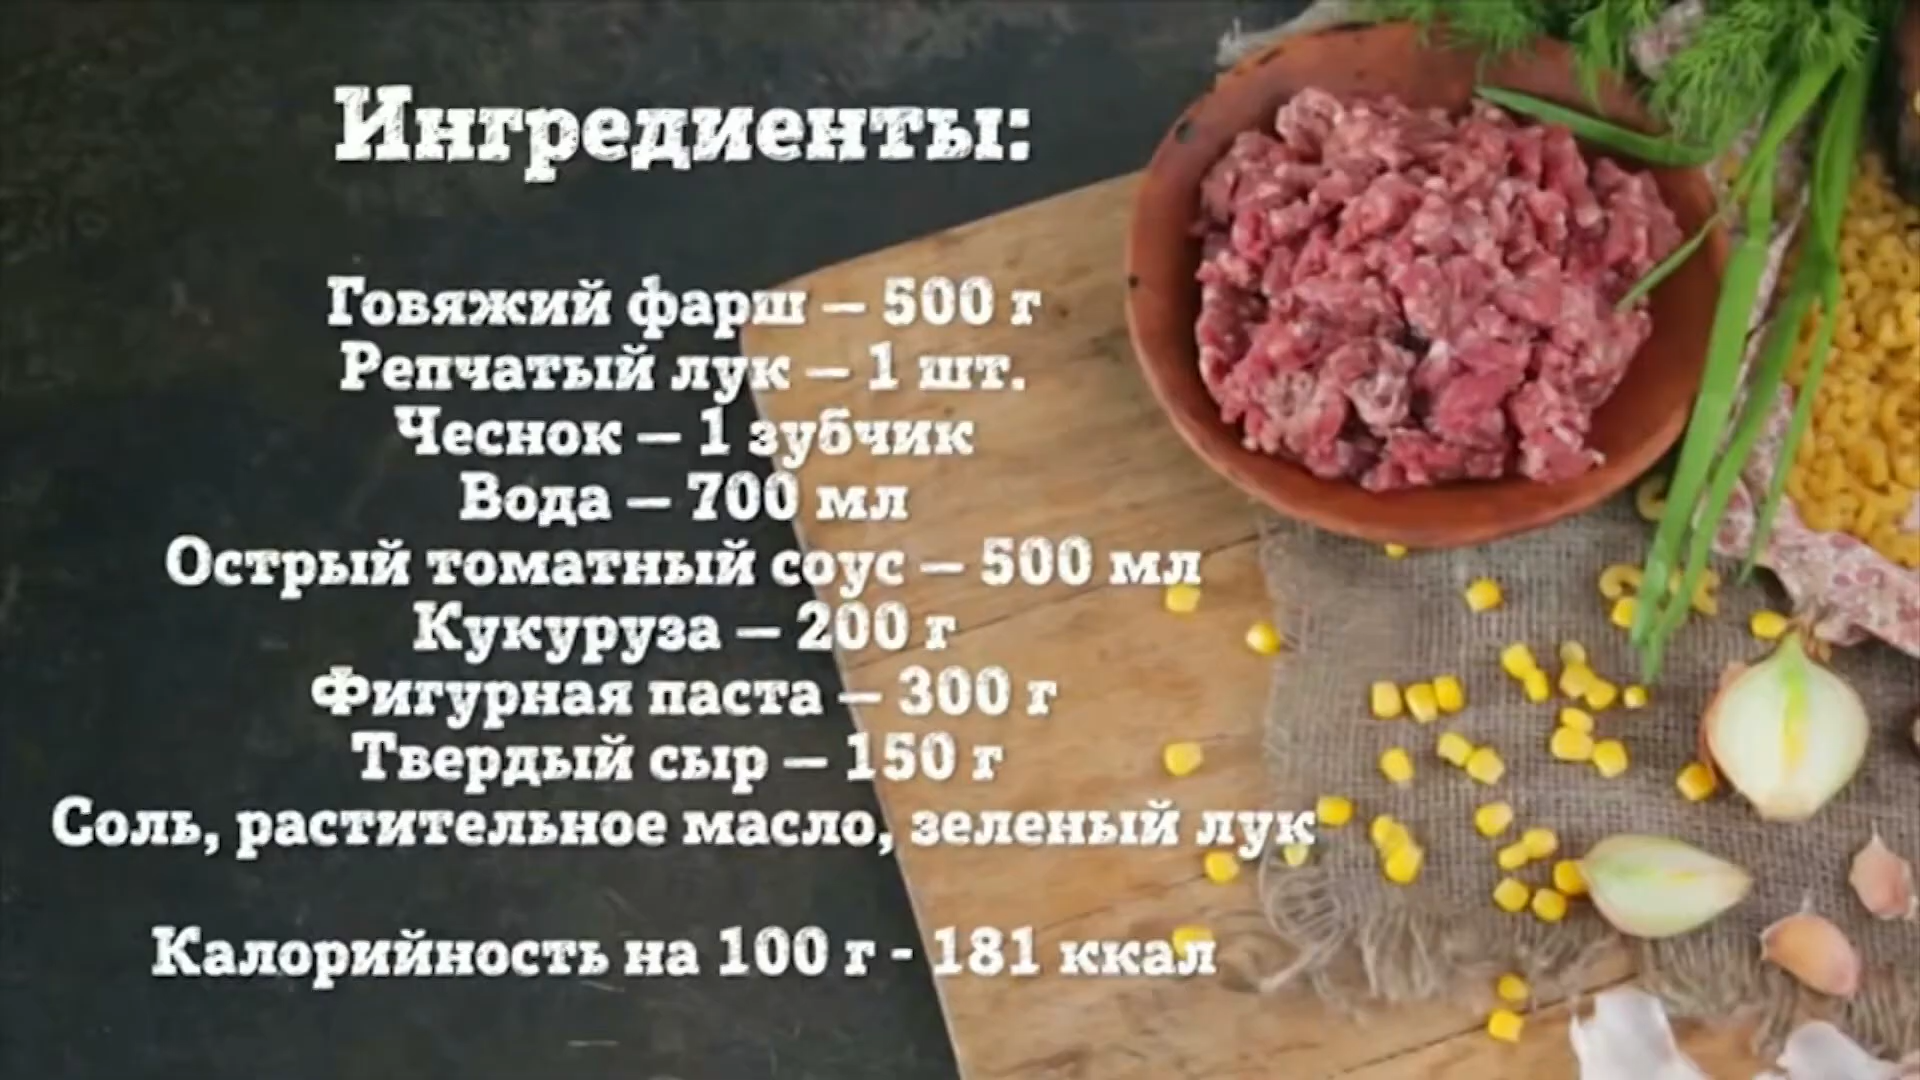 Ингредиенты:
Говяжий фарш – 500 г
Репчатый лук – 1 шт.
Чеснок – 1 зубчик
Вода – 700 мл
Острый томатный соус – 500 мл
Кукуруза – 200 г
Фигурная паста – 300 г
Твердый сыр – 150 г
Соль, растительное масло, зеленый лук
Калорийность на 100 г - 181 ккал